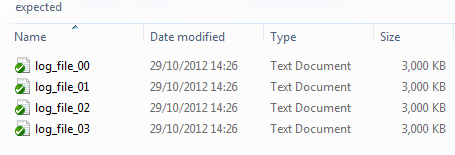 expected
Name Date modified Type Size
log_file_00 29/10/2012 14:26 Text Document 3,000 KB
log_file_01 29/10/2012 14:26 Text Document 3,000 KB
log_file_02 29/10/2012 14:26 Text Document 3,000 KB
log_file_03 29/10/2012 14:26 Text Document 3,000 KB